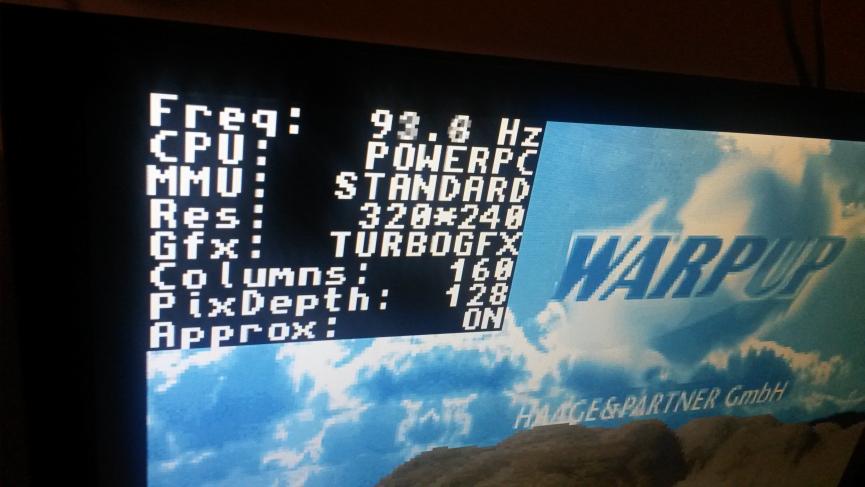 Freq: 93.8 Hz
CPU: POWERPC
MMU: STANDARD
Res: 320*240
Gfx: TURBOGFX
Columns: 160
PixDepth: 128
Approx: ON
WARPUP
HAAGE&PARTNER GmbH